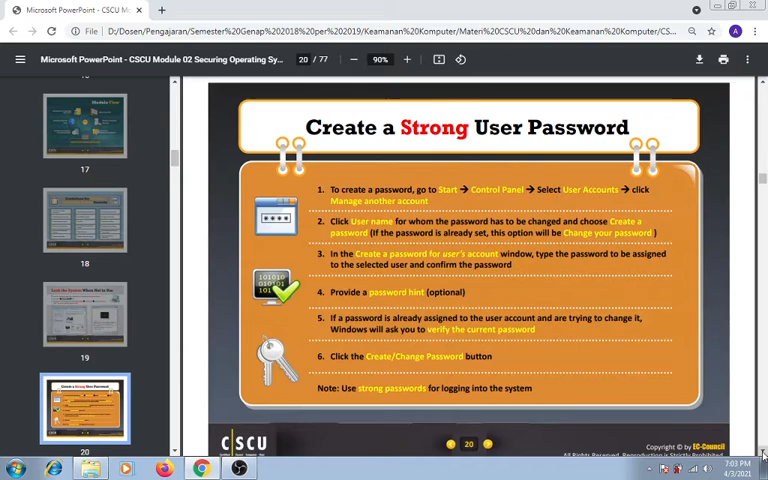 Microsoft PowerPoint - CSCU M
File | D:/Dosen/Pengajaran/Semester%20Genap%202018%20per%202019/Keamanan%20Komputer/Materi%20CSCU%20dan%20Keamanan%20Komputer/CS...
A
Microsoft PowerPoint - CSCU Module 02 Securing Operating Sy...
20 / 77
90%
17
18
19
20
Create a Strong User Password
1. To create a password, go to Start → Control Panel → Select User Accounts → click
Manage another account
2. Click User name for whom the password has to be changed and choose Create a
password (If the password is already set, this option will be Change your password )
3. In the Create a password for user's account window, type the password to be assigned
to the selected user and confirm the password
4. Provide a password hint (optional)
5. If a password is already assigned to the user account and are trying to change it,
Windows will ask you to verify the current password
6. Click the Create/Change Password button
Note: Use strong passwords for logging into the system
CSCU
20
Copyright © by EC-Council
All Rights Reserved. Reproduction is Strictly Prohibited
7:03 PM
4/3/2021